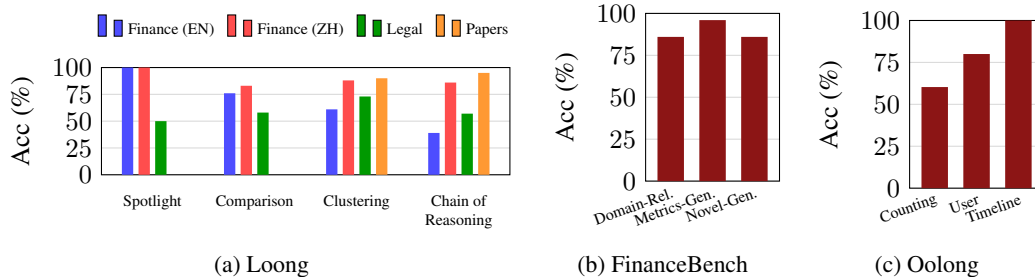 Finance (EN) Finance (ZH) Legal Papers
Acc (%)
100
75
50
25
0
Spotlight Comparison Clustering Chain of
Reasoning
(a) Loong
Acc (%)
100
75
50
25
0
Domain-Rel. Metrics-Gen. Novel-Gen.
(b) FinanceBench
Acc (%)
100
75
50
25
0
Counting User Timeline
(c) Oolong